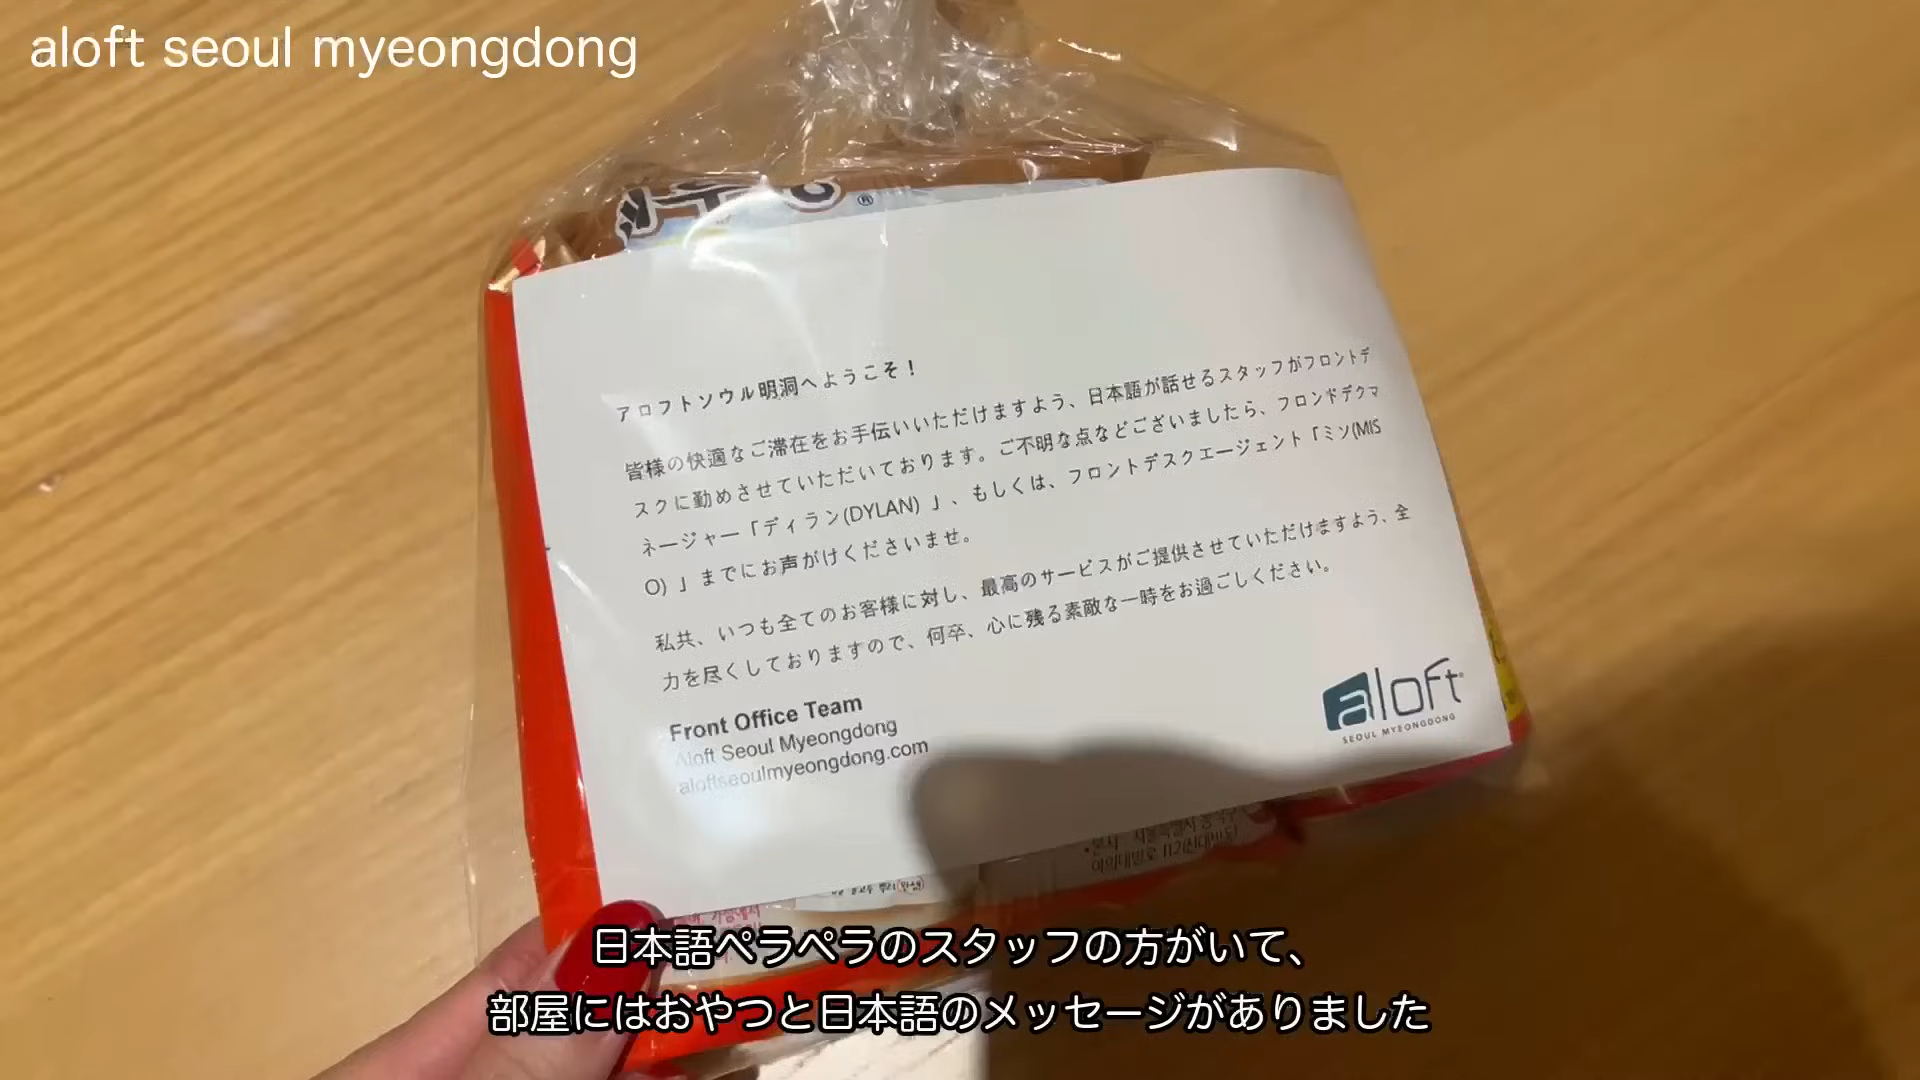 aloft seoul myeongdong
アロフトソウル明洞へようこそ！
皆様の快適なご滞在をお手伝いいただけますよう、日本語が話せるスタッフがフロントデ
スクに勤めさせていただいております。ご不明な点などございましたら、フロンドデクマ
ネージャー「ディラン(DYLAN) 」、もしくは、フロントデスクエージェント「ミソ(MIS
O) 」までにお声がけくださいませ。
私共、いつも全てのお客様に対し、最高のサービスがご提供させていただけますよう、全
力を尽くしておりますので、何卒、心に残る素敵な一時をお過ごしください。
Front Office Team
Aloft Seoul Myeongdong
aloftseoulmyeongdong.com
aloft
SEOUL MYEONGDONG
日本語ペラペラのスタッフの方がいて、
部屋にはおやつと日本語のメッセージがありました